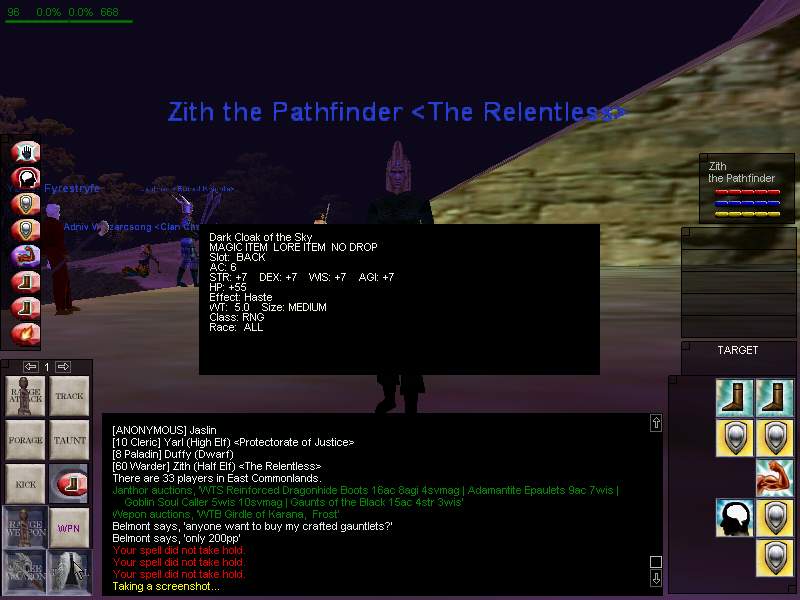 96 0.0% 0.0% 668
Zith the Pathfinder <The Relentless>
Zith
the Pathfinder
Fyrestryfe
Dark Cloak of the Sky
MAGIC ITEM LORE ITEM NO DROP
Slot: BACK
AC: 6
STR: +7 DEX: +7 WIS: +7 AGI: +7
HP: +55
Effect: Haste
WT: 5.0 Size: MEDIUM
Class: RNG
Race: ALL
TARGET
1
RANGE ATTACK
TRACK
FORAGE
TAUNT
KICK
WPN
[ANONYMOUS] Jaslin
[10 Cleric] Yarl (High Elf) <Protectorate of Justice>
[8 Paladin] Duffy (Dwarf)
[60 Warder] Zith (Half Elf) <The Relentless>
There are 33 players in East Commonlands.
Janthor auctions, 'WTS Reinforced Dragonhide Boots 16ac 8agi 4svmag | Adamantite Epaulets 9ac 7wis |
Goblin Soul Caller 5wis 10svmag | Gaunts of the Black 15ac 4str 3wis'
Wepon auctions, 'WTB Girdle of Karana, Frost'
Belmont says, 'anyone want to buy my crafted gauntlets?'
Belmont says, 'only 200pp'
Your spell did not take hold.
Your spell did not take hold.
Your spell did not take hold.
Taking a screenshot...